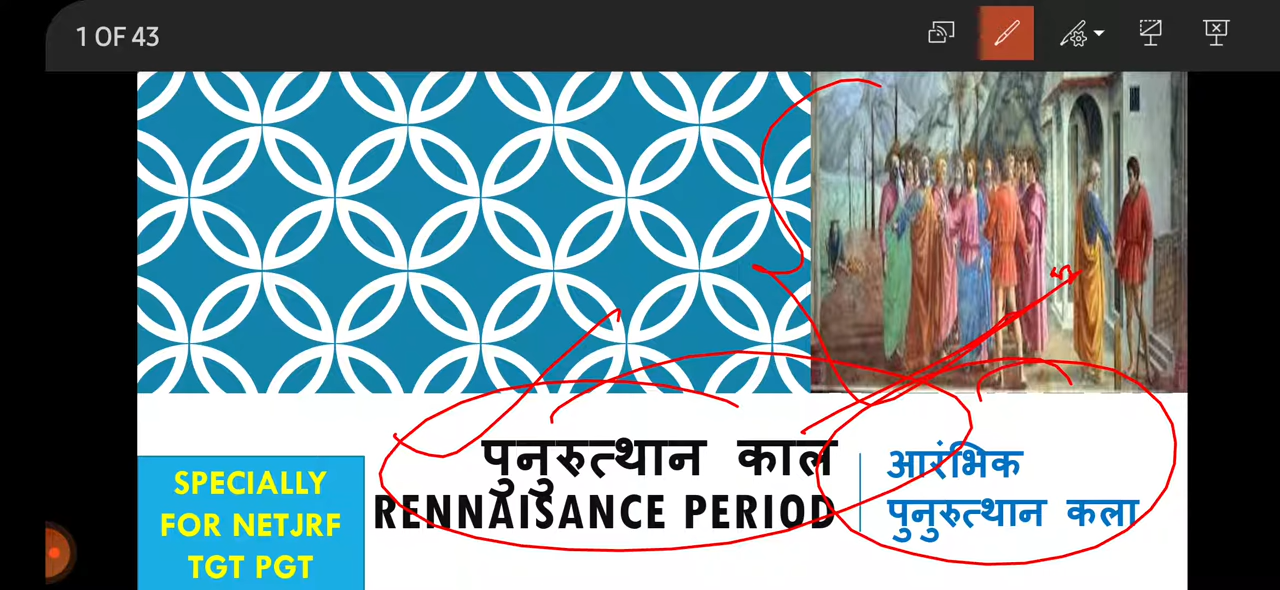 1 OF 43
पुनरुत्थान काल
RENNAISANCE PERIOD
आरंभिक
पुनरुत्थान कला
SPECIALLY
FOR NETJRF
TGT PGT